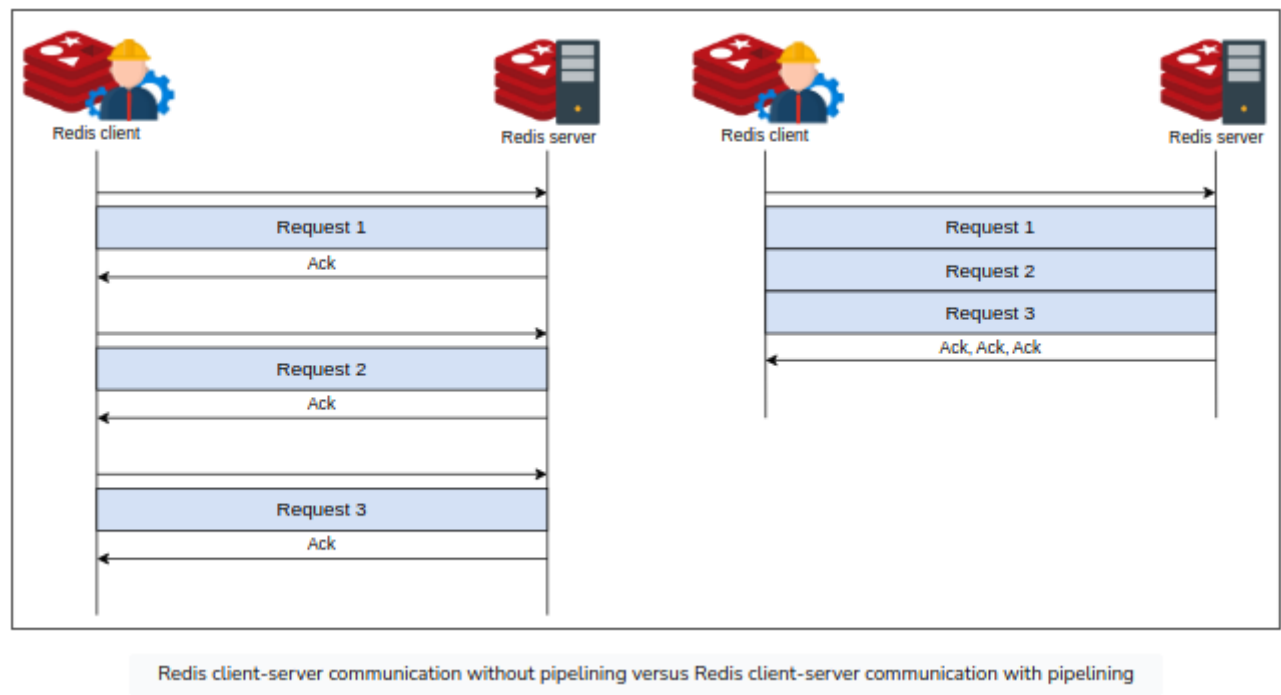 Redis client
Redis server
Request 1
Ack
Request 2
Ack
Request 3
Ack
Redis client
Redis server
Request 1
Request 2
Request 3
Ack, Ack, Ack
Redis client-server communication without pipelining versus Redis client-server communication with pipelining